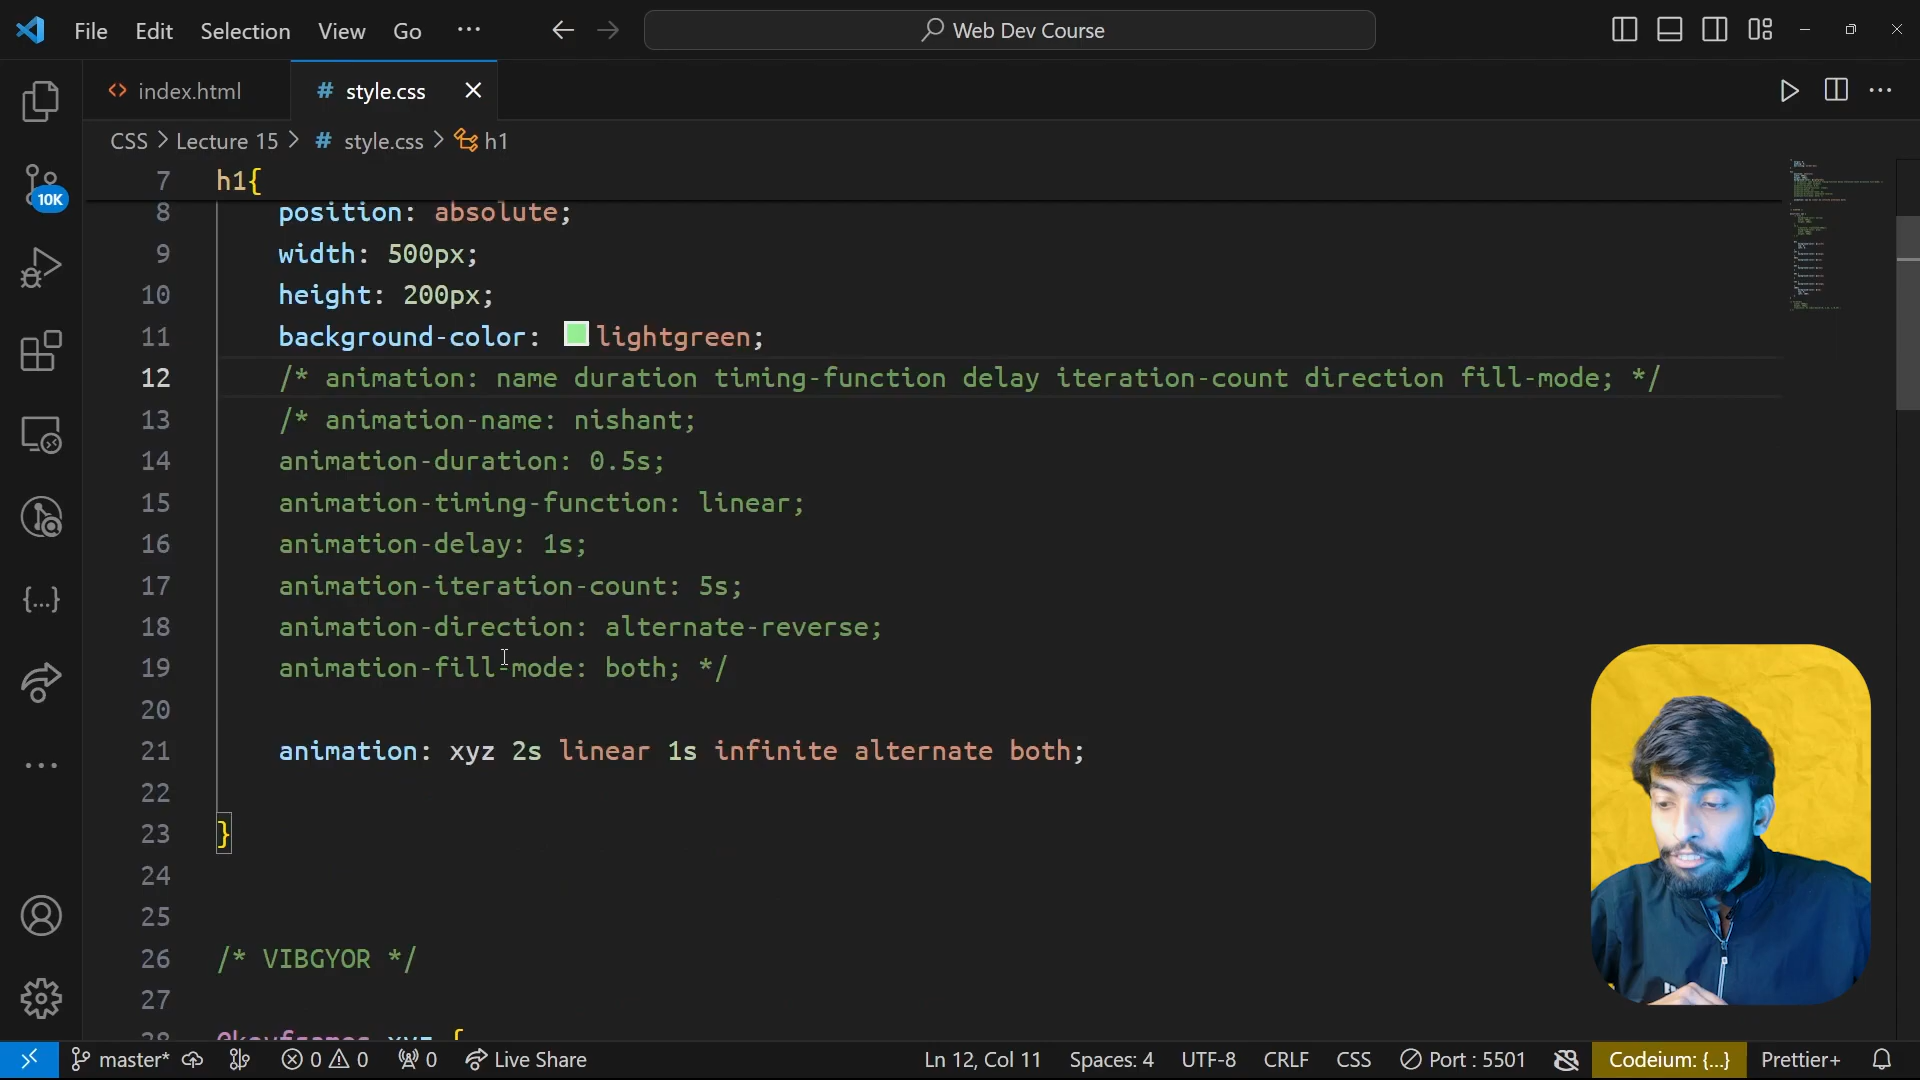 File Edit Selection View Go ··· Web Dev Course
index.html # style.css
CSS > Lecture 15 > # style.css > h1
10K
7 h1{
8 position: absolute;
9 width: 500px;
10 height: 200px;
11 background-color: lightgreen;
12 /* animation: name duration timing-function delay iteration-count direction fill-mode; */
13 /* animation-name: nishant;
14 animation-duration: 0.5s;
15 animation-timing-function: linear;
16 animation-delay: 1s;
17 animation-iteration-count: 5s;
18 animation-direction: alternate-reverse;
19 animation-fill-mode: both; */
20
21 animation: xyz 2s linear 1s infinite alternate both;
22
23 }
24
25
26 /* VIBGYOR */
27
28 @keyframes xyz {
master* 0 0 0 Live Share Ln 12, Col 11 Spaces: 4 UTF-8 CRLF CSS Port : 5501 Codeium: {...} Prettier+